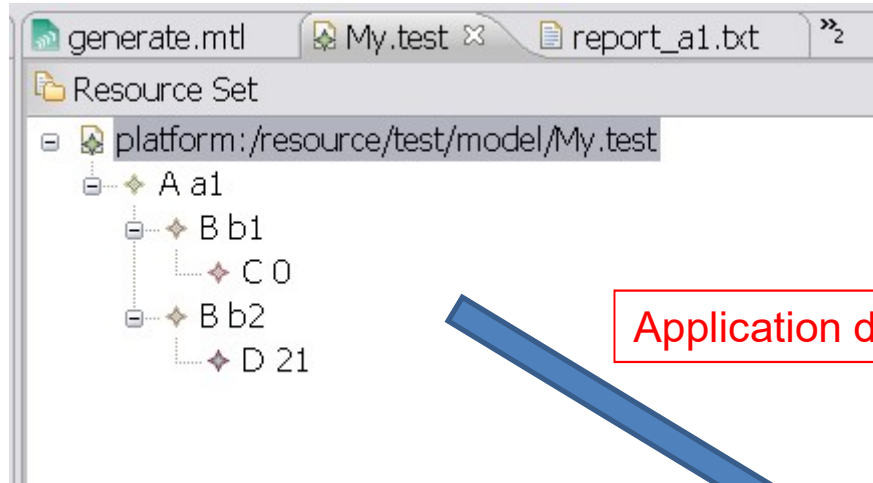 generate.mtl My.test report_a1.txt »2
Resource Set
platform:/resource/test/model/My.test
A a1
B b1
C 0
B b2
D 21
Application d